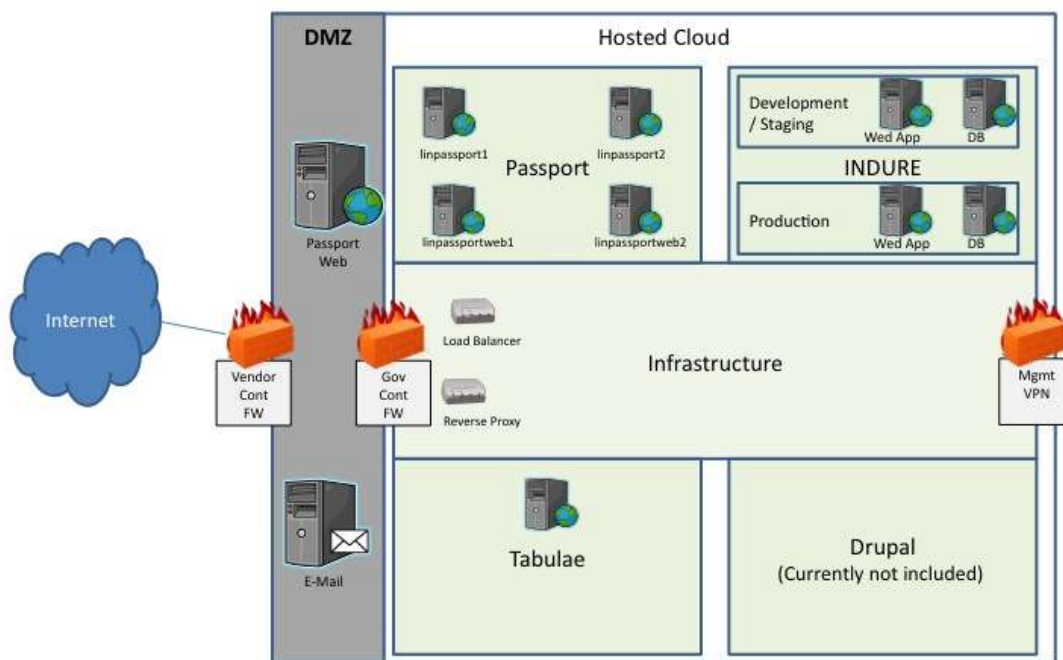 DMZ
Hosted Cloud
Internet
Passport
Web
E-Mail
Vendor
Cont
FW
Gov
Cont
FW
linpassport1
linpassport2
Passport
linpassportweb1
linpassportweb2
Development
/ Staging
Wed App
DB
INDURE
Production
Wed App
DB
Load Balancer
Reverse Proxy
Infrastructure
Mgmt
VPN
Tabulae
Drupal
(Currently not included)